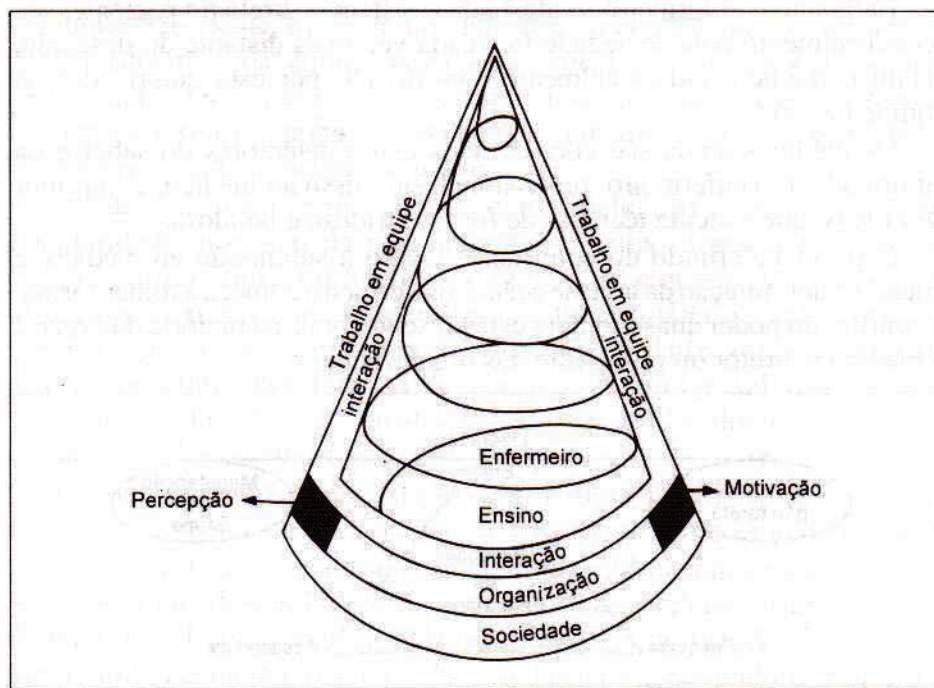 Trabalho em equipe
interação
Trabalho em equipe
interação
Enfermeiro
Percepção
Motivação
Ensino
Interação
Organização
Sociedade